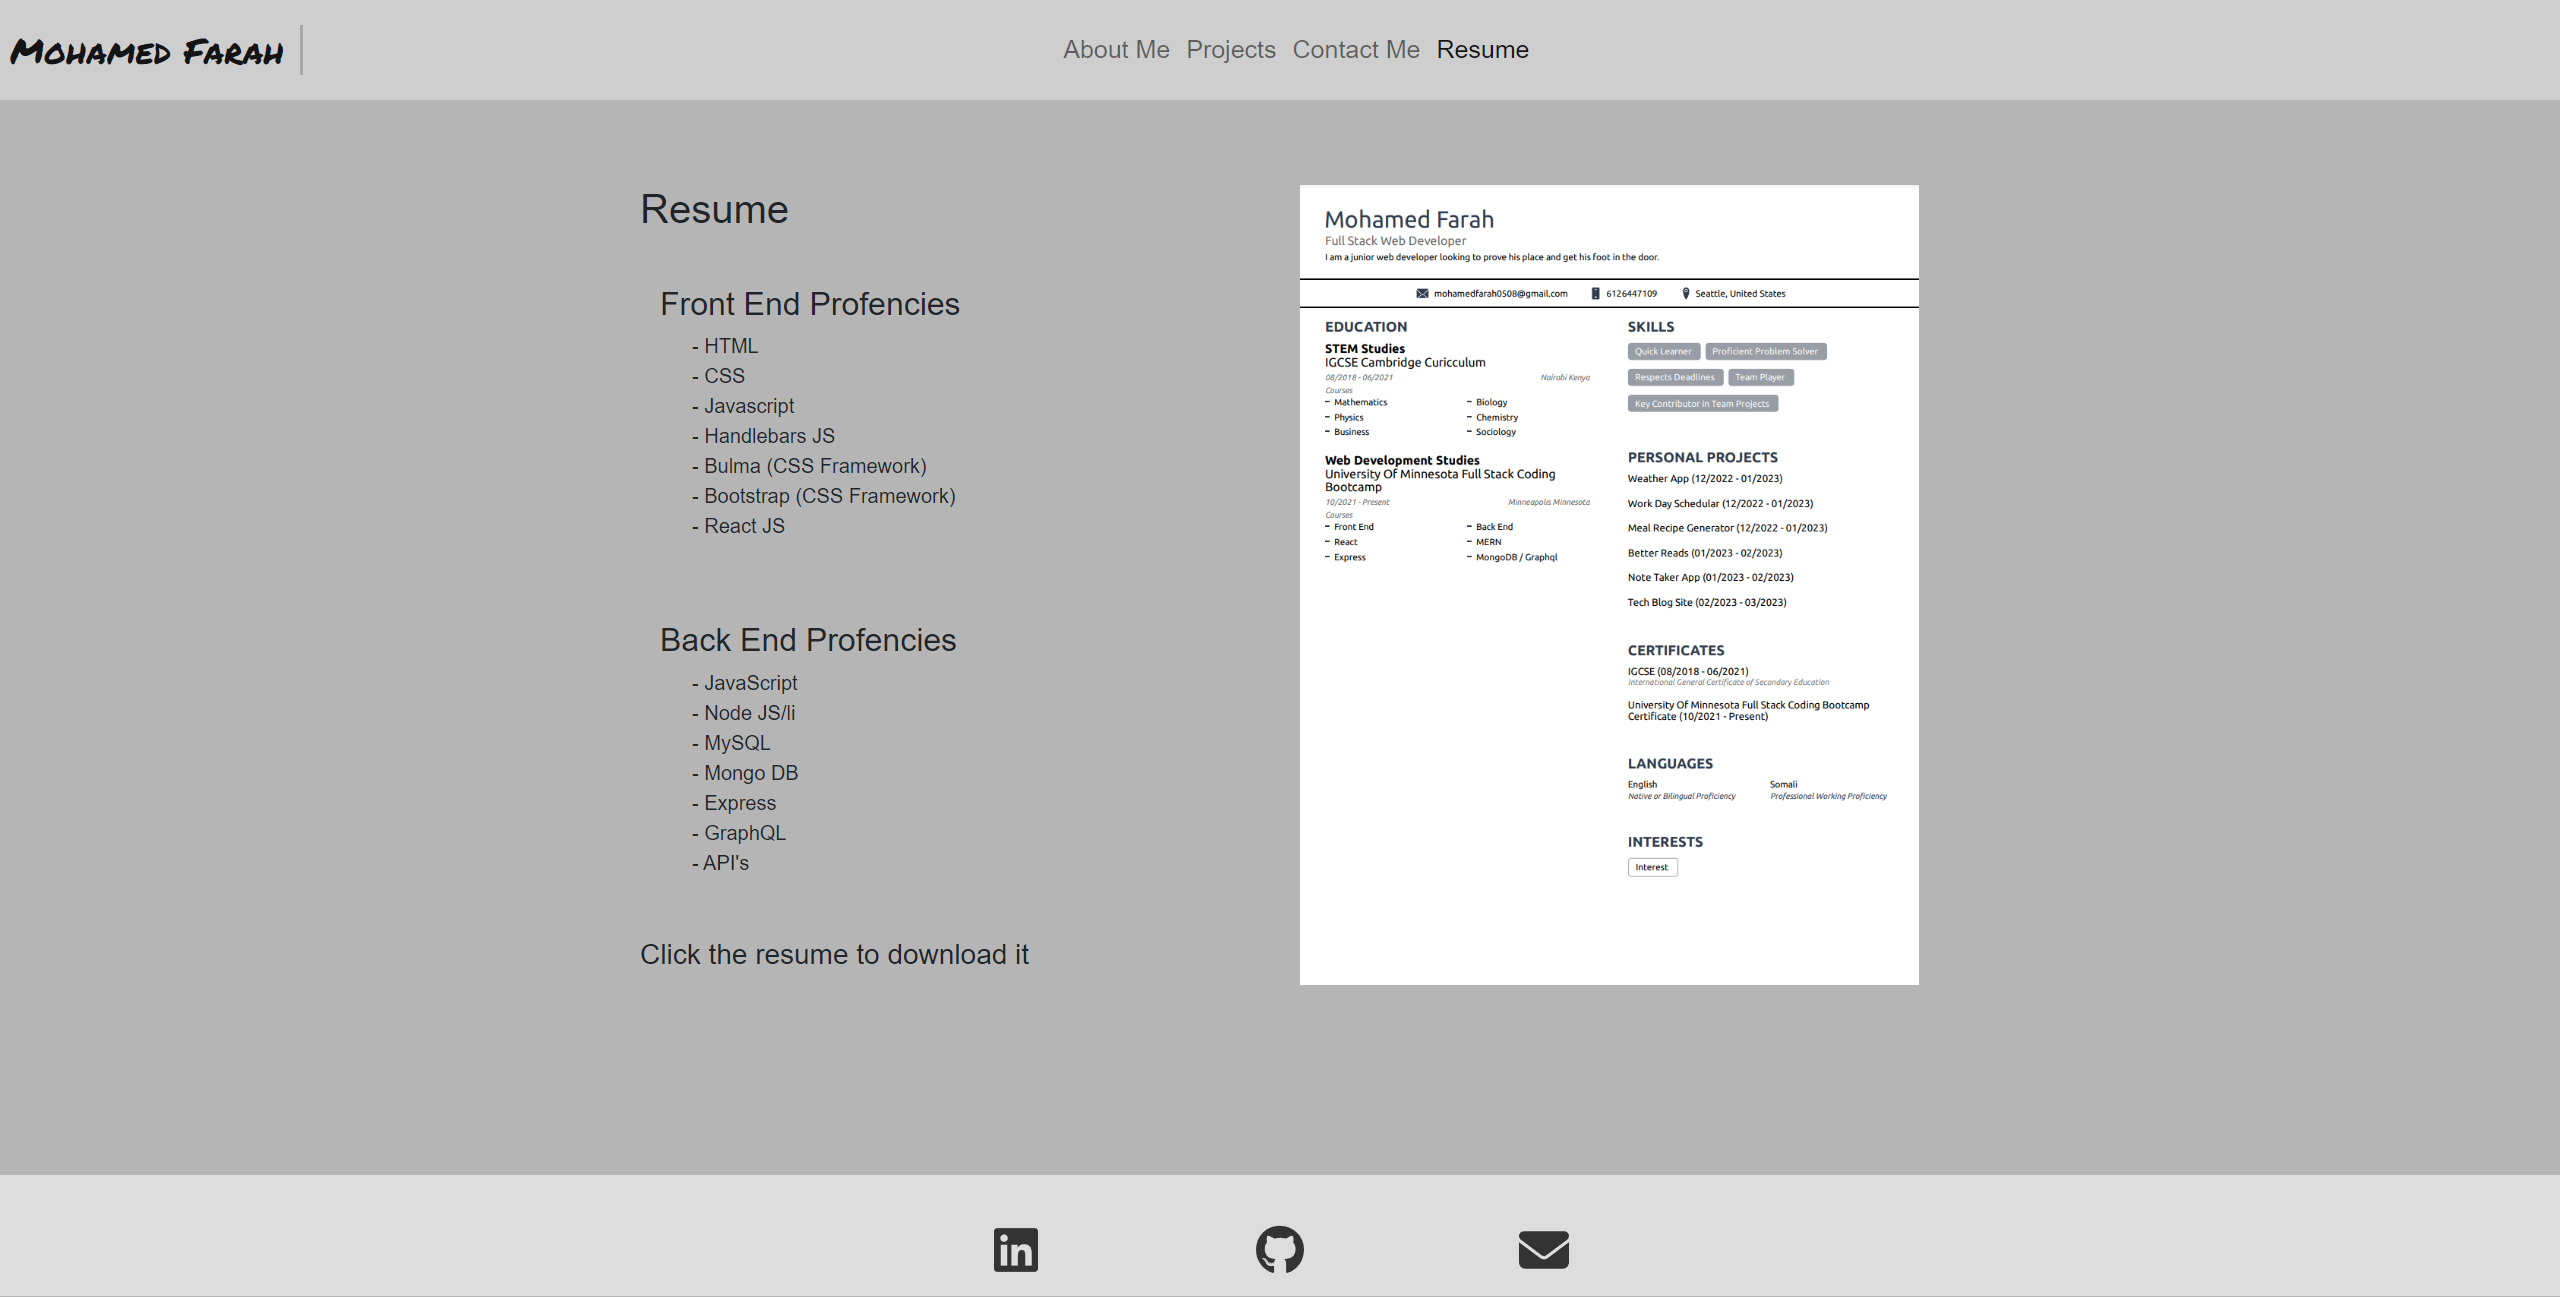 Mohamed Farah
About Me Projects Contact Me Resume
Resume
Front End Profencies
- HTML
- CSS
- Javascript
- Handlebars JS
- Bulma (CSS Framework)
- Bootstrap (CSS Framework)
- React JS
Back End Profencies
- JavaScript
- Node JS/li
- MySQL
- Mongo DB
- Express
- GraphQL
- API's
Click the resume to download it
Mohamed Farah
Full Stack Web Developer
I am a junior web developer looking to prove his place and get his foot in the door.
mohamedfarah0508@gmail.com 6126447109 Seattle, United States
EDUCATION
STEM Studies
IGCSE Cambridge Curicculum
08/2018 - 06/2021 Nairobi Kenya
Courses
– Mathematics – Biology
– Physics – Chemistry
– Business – Sociology
Web Development Studies
University Of Minnesota Full Stack Coding
Bootcamp
10/2021 - Present Minneapolis Minnesota
Courses
– Front End – Back End
– React – MERN
– Express – MongoDB / Graphql
SKILLS
Quick Learner Proficient Problem Solver
Respects Deadlines Team Player
Key Contributor in Team Projects
PERSONAL PROJECTS
Weather App (12/2022 - 01/2023)
Work Day Schedular (12/2022 - 01/2023)
Meal Recipe Generator (12/2022 - 01/2023)
Better Reads (01/2023 - 02/2023)
Note Taker App (01/2023 - 02/2023)
Tech Blog Site (02/2023 - 03/2023)
CERTIFICATES
IGCSE (08/2018 - 06/2021)
International General Certificate of Secondary Education
University Of Minnesota Full Stack Coding Bootcamp
Certificate (10/2021 - Present)
LANGUAGES
English Somali
Native or Bilingual Proficiency Professional Working Proficiency
INTERESTS
Interest
in